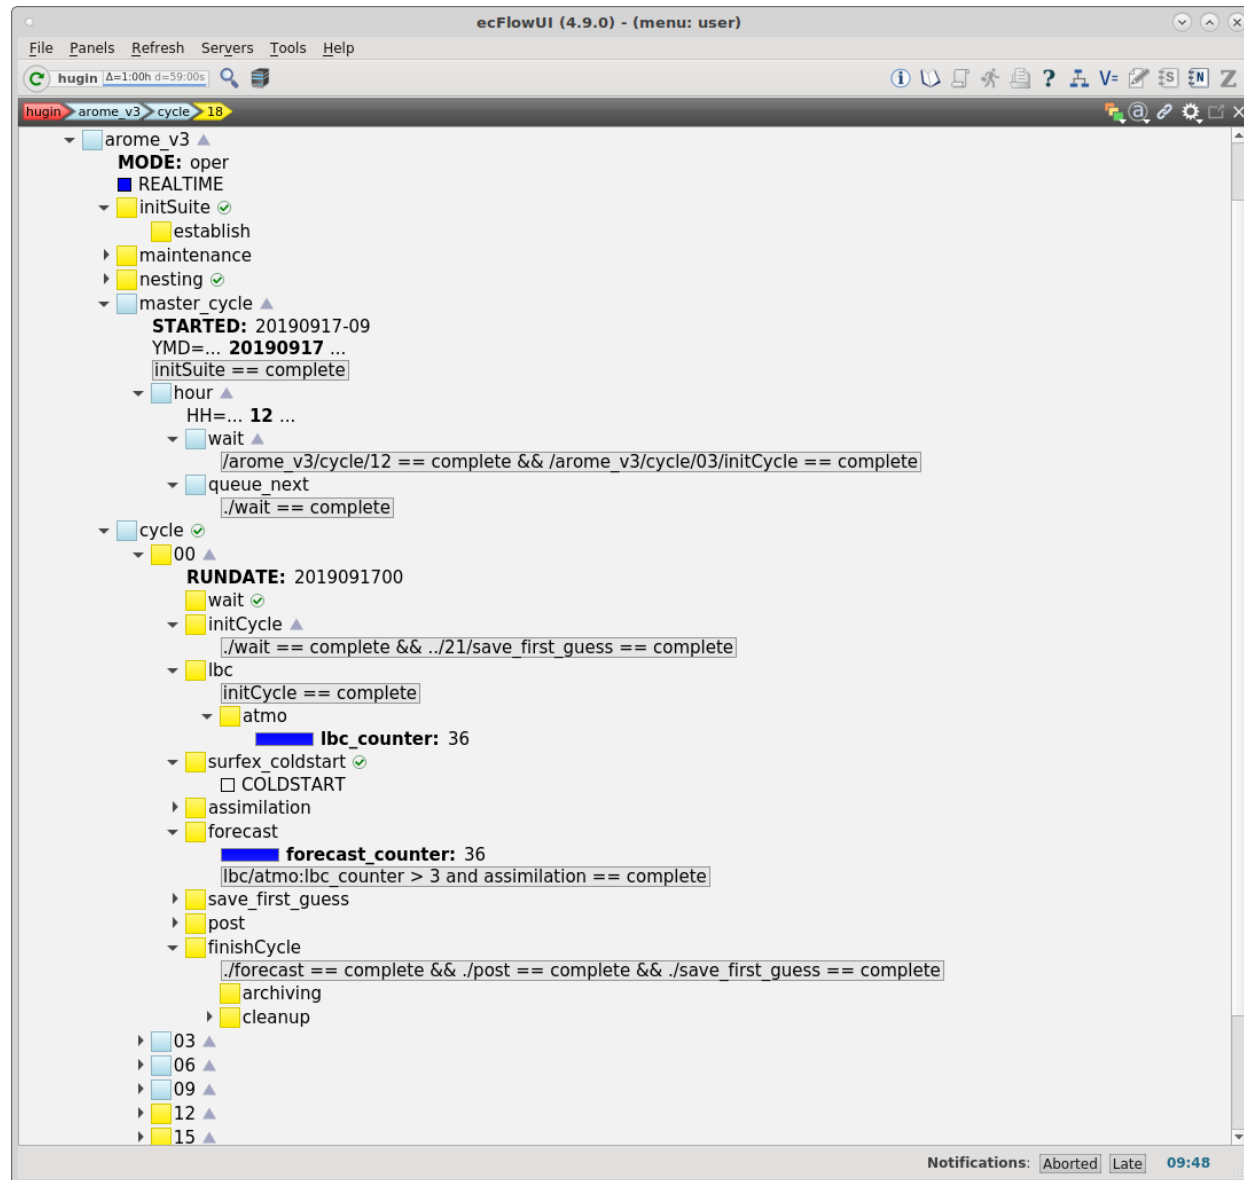 ecFlowUI (4.9.0) - (menu: user)
File Panels Refresh Servers Tools Help
hugin Δ=1:00h d=59:00s
? V= S N Z
hugin arome_v3 cycle 18
@
arome_v3
MODE: oper
REALTIME
initSuite
establish
maintenance
nesting
master_cycle
STARTED: 20190917-09
YMD=... 20190917 ...
initSuite == complete
hour
HH=... 12 ...
wait
/arome_v3/cycle/12 == complete && /arome_v3/cycle/03/initCycle == complete
queue_next
./wait == complete
cycle
00
RUNDATE: 2019091700
wait
initCycle
./wait == complete && ../21/save_first_guess == complete
lbc
initCycle == complete
atmo
lbc_counter: 36
surfex_coldstart
COLDSTART
assimilation
forecast
forecast_counter: 36
lbc/atmo:lbc_counter > 3 and assimilation == complete
save_first_guess
post
finishCycle
./forecast == complete && ./post == complete && ./save_first_guess == complete
archiving
cleanup
03
06
09
12
15
Notifications: Aborted Late 09:48